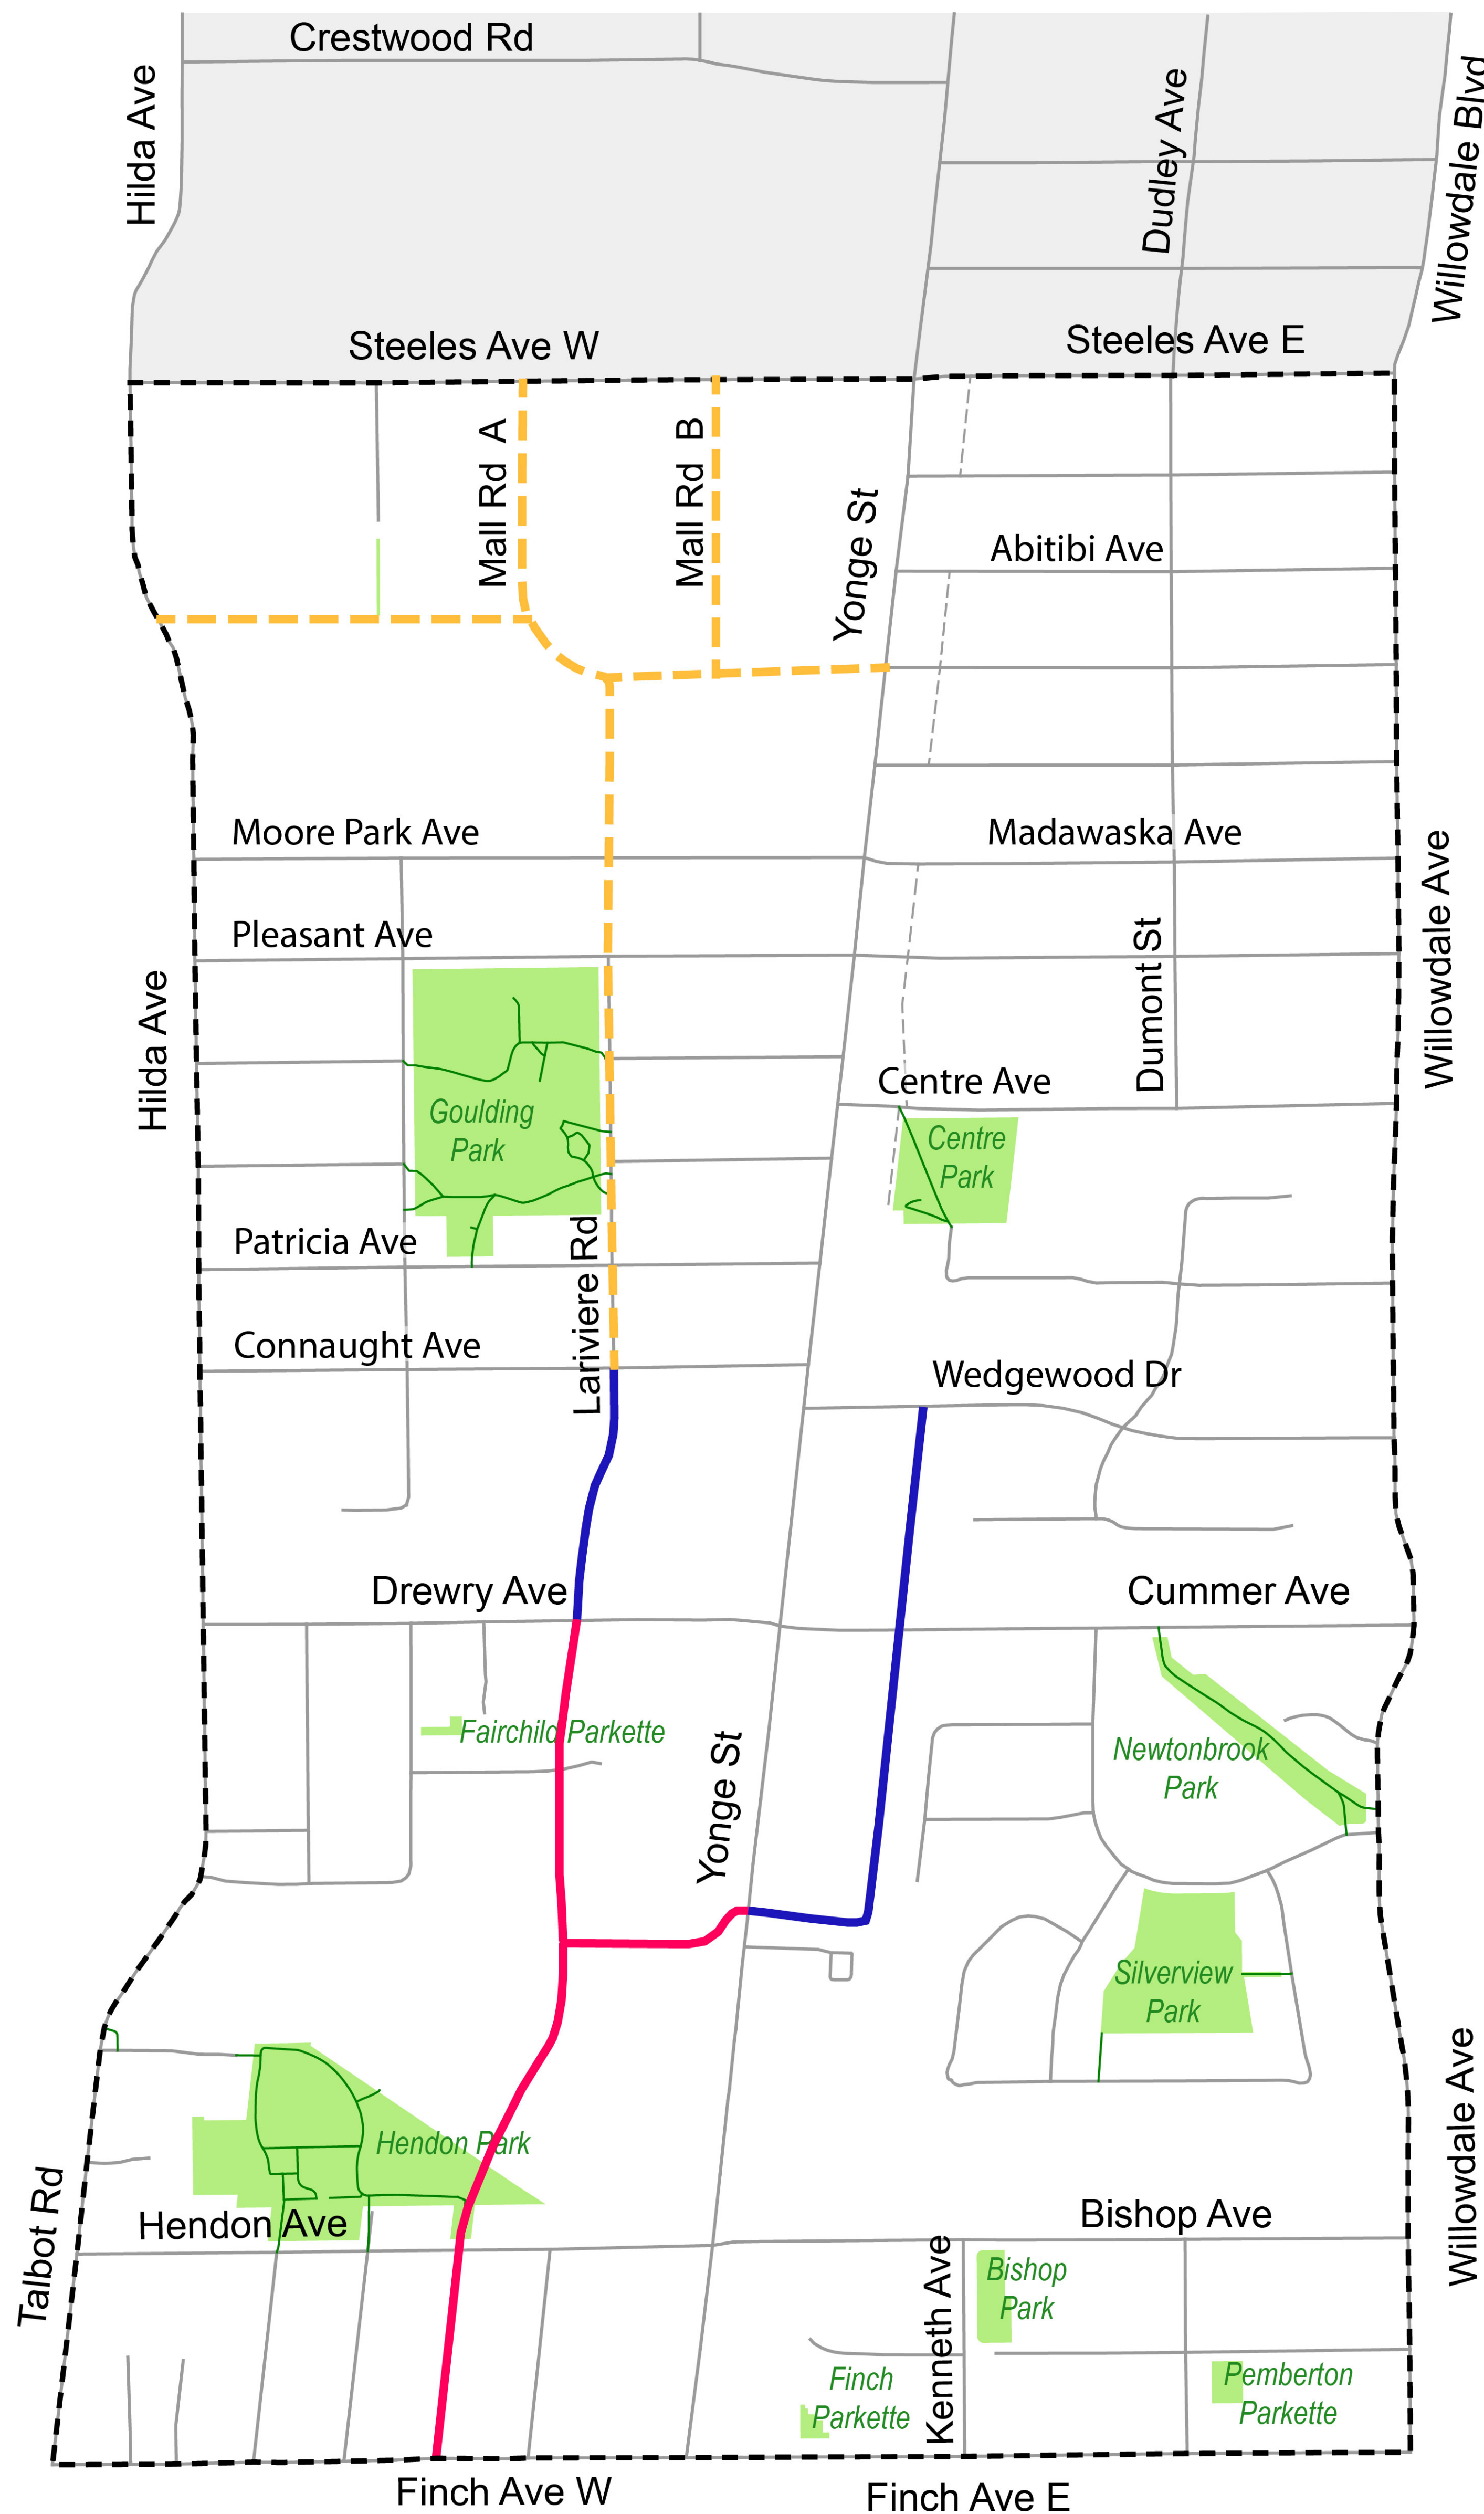 Crestwood Rd
Hilda Ave
Dudley Ave
Willowdale Blvd
Steeles Ave W
Steeles Ave E
Mall Rd A
Mall Rd B
Yonge St
Abitibi Ave
Moore Park Ave
Madawaska Ave
Pleasant Ave
Dumont St
Willowdale Ave
Hilda Ave
Centre Ave
Goulding
Park
Centre
Park
Patricia Ave
Lariviere Rd
Connaught Ave
Wedgewood Dr
Drewry Ave
Cummer Ave
Fairchild Parkette
Newtonbrook
Park
Yonge St
Silverview
Park
Hendon Park
Willowdale Ave
Talbot Rd
Hendon Ave
Bishop Ave
Kenneth Ave
Bishop
Park
Finch
Parkette
Pemberton
Parkette
Finch Ave W
Finch Ave E